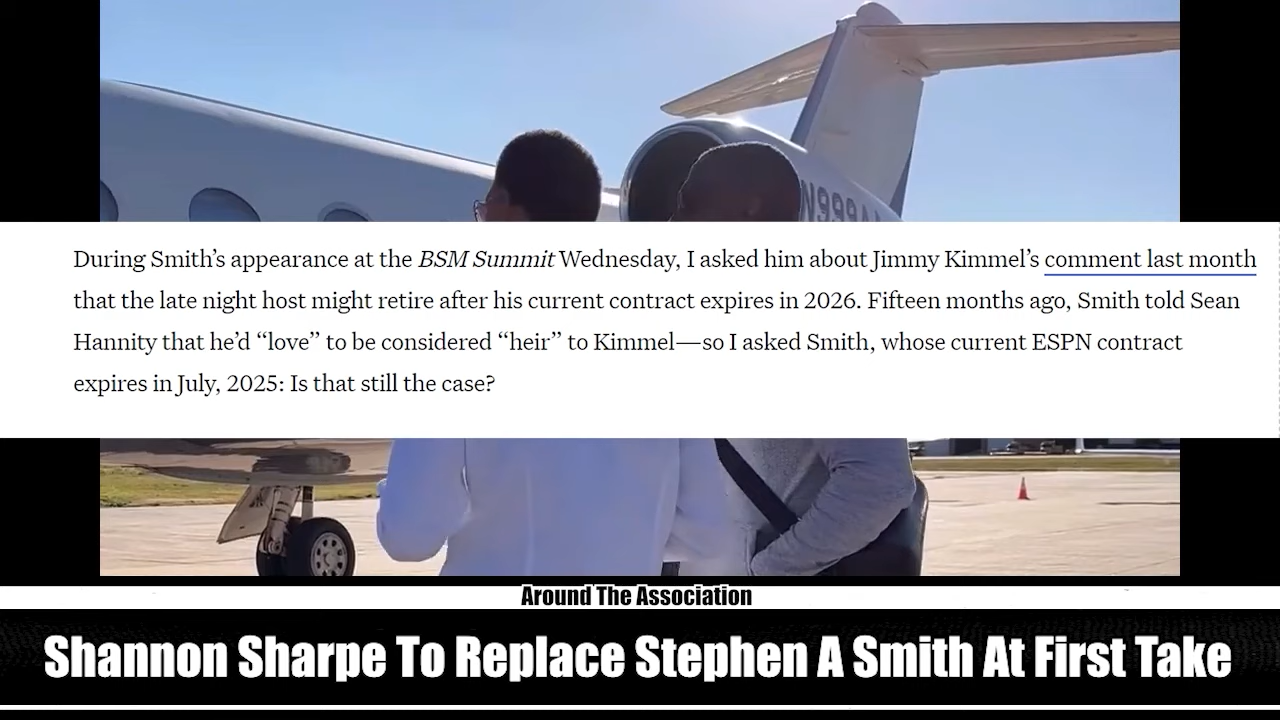 N999AA
During Smith’s appearance at the BSM Summit Wednesday, I asked him about Jimmy Kimmel’s comment last month
that the late night host might retire after his current contract expires in 2026. Fifteen months ago, Smith told Sean
Hannity that he’d “love” to be considered “heir” to Kimmel—so I asked Smith, whose current ESPN contract
expires in July, 2025: Is that still the case?
Around The Association
Shannon Sharpe To Replace Stephen A Smith At First Take